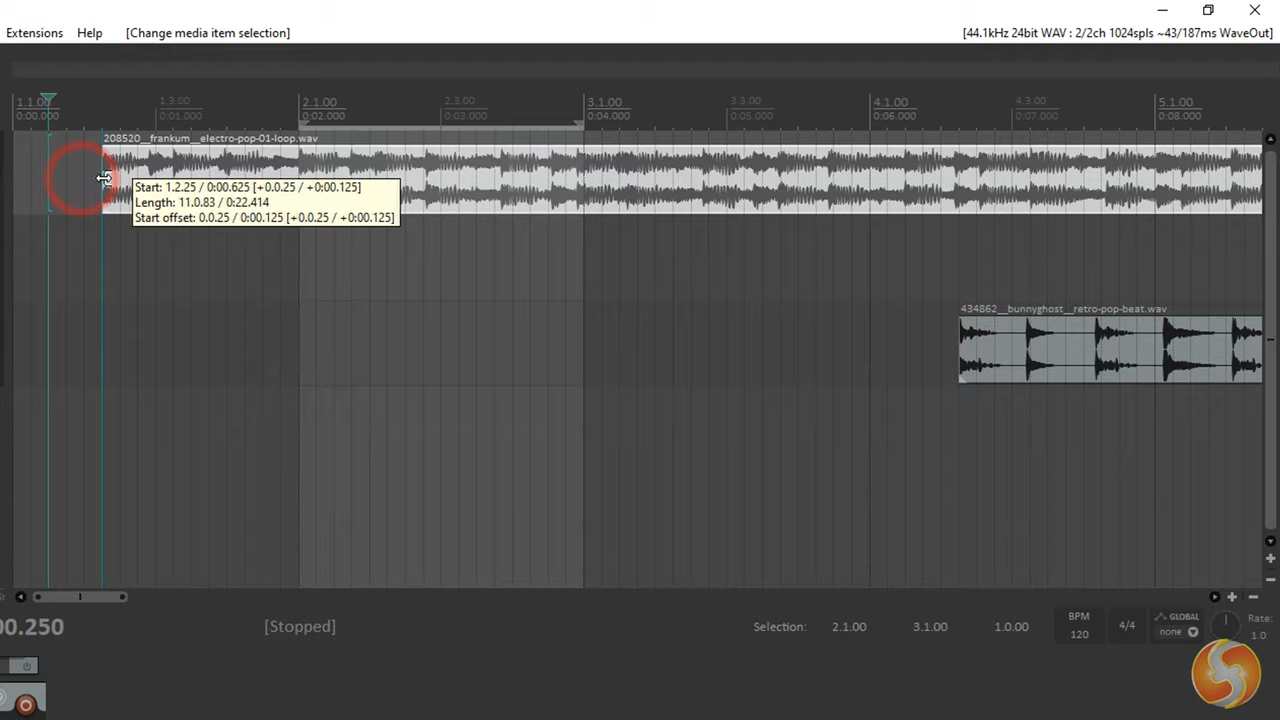 Extensions Help [Change media item selection] [44.1kHz 24bit WAV : 2/2ch 1024spls ~43/187ms WaveOut]
1.1.00 1.3.00 2.1.00 2.3.00 3.1.00 3.3.00 4.1.00 4.3.00 5.1.00
0:00.000 0:01.000 0:02.000 0:03.000 0:04.000 0:05.000 0:06.000 0:07.000 0:08.000
208520__frankum__electro-pop-01-loop.wav
Start: 1.2.25 / 0:00.625 [+0.0.25 / +0:00.125]
Length: 11.0.83 / 0:22.414
Start offset: 0.0.25 / 0:00.125 [+0.0.25 / +0:00.125]
434862__bunnyghost__retro-pop-beat.wav
00.250 [Stopped] Selection: 2.1.00 3.1.00 1.0.00 BPM 4/4 GLOBAL Rate:
120 none 1.0